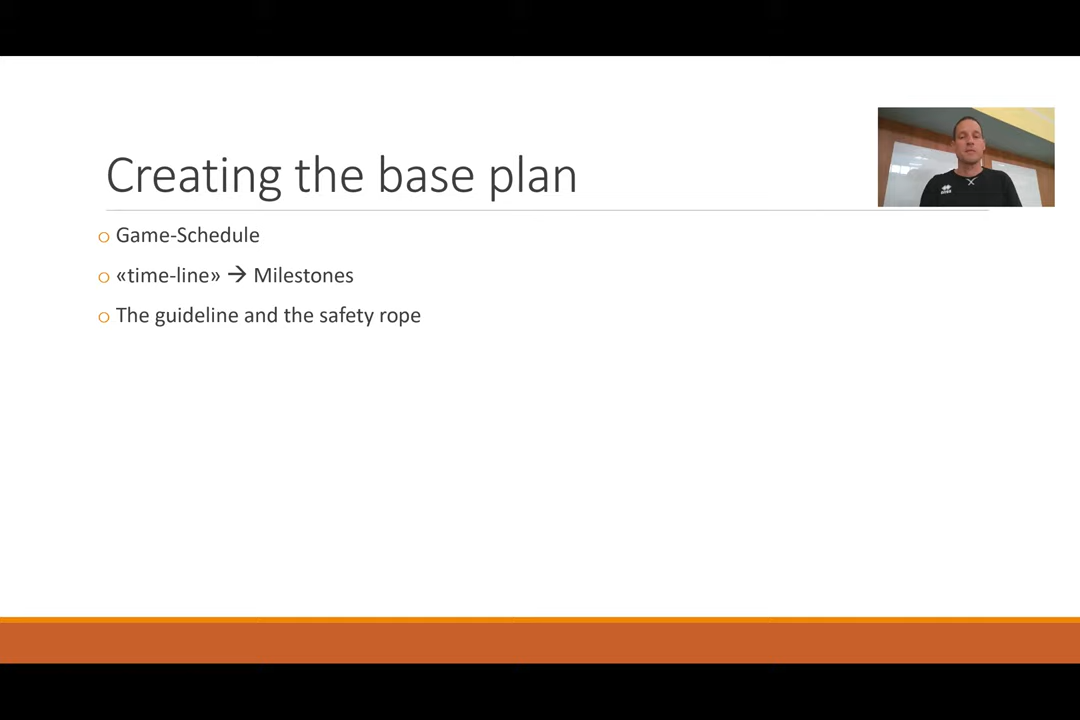 Creating the base plan
Game-Schedule
«time-line» → Milestones
The guideline and the safety rope